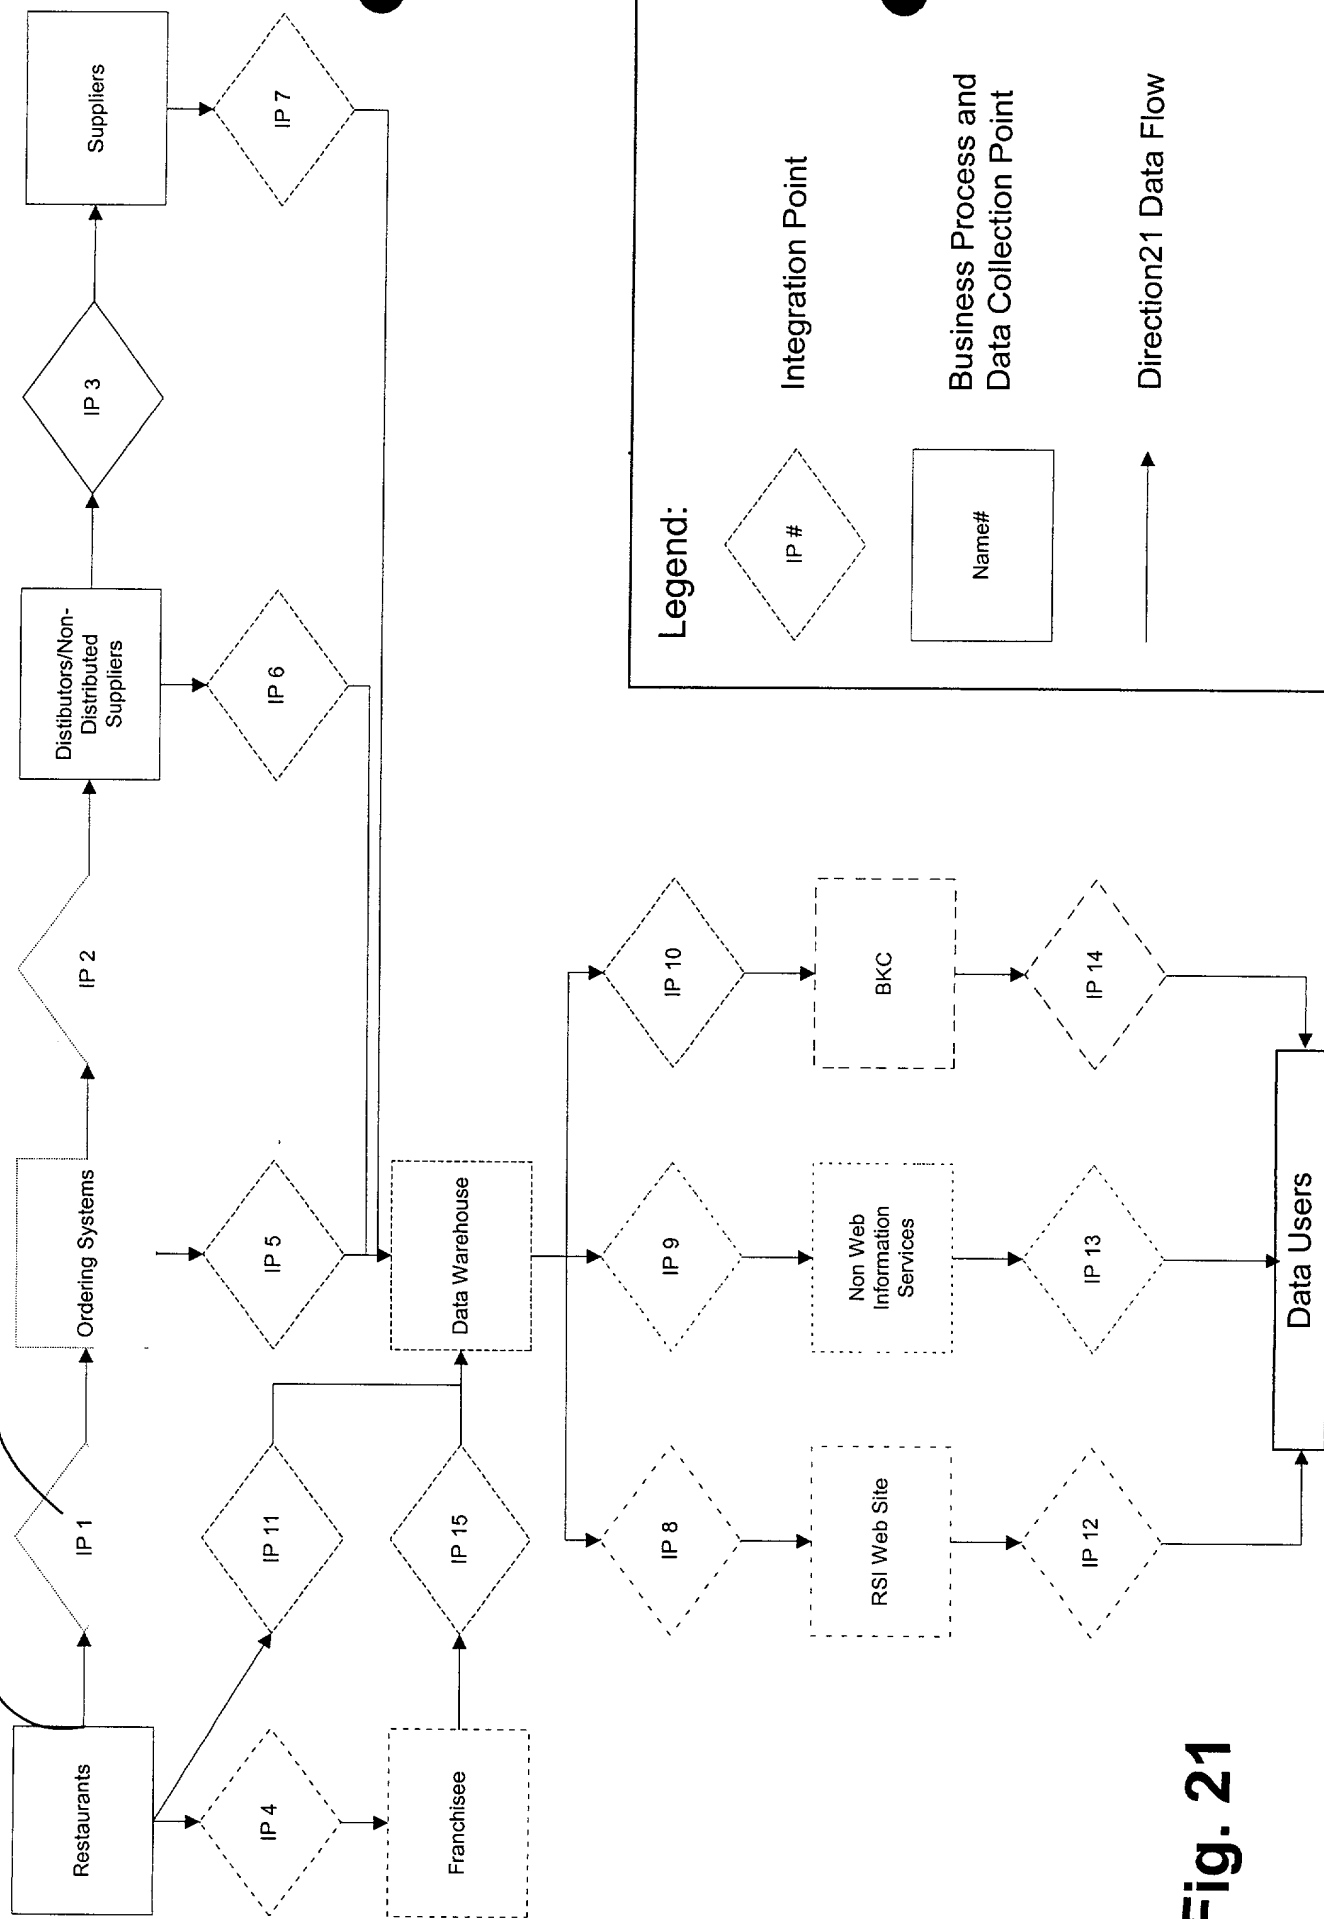 Restaurants
IP 1
Ordering Systems
IP 2
Distibutors/Non-
Distributed
Suppliers
IP 3
Suppliers
IP 4
IP 11
IP 5
IP 6
IP 7
Franchisee
IP 15
Data Warehouse
IP 8
IP 9
IP 10
RSI Web Site
Non Web
Information
Services
BKC
IP 12
IP 13
IP 14
Data Users
Legend:
IP #
Integration Point
Name#
Business Process and
Data Collection Point
Direction21 Data Flow
Fig. 21